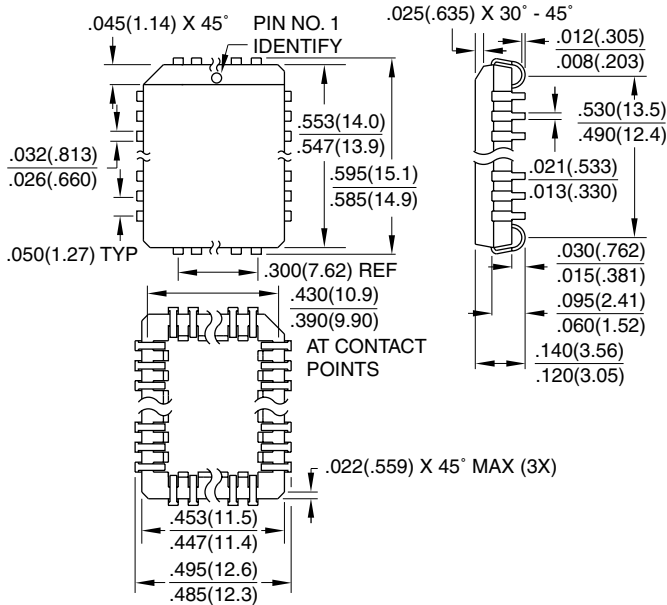 .045(1.14) X 45°
PIN NO. 1
IDENTIFY
.025(.635) X 30° - 45°
.012(.305)
.008(.203)
.553(14.0)
.547(13.9)
.530(13.5)
.490(12.4)
.032(.813)
.026(.660)
.595(15.1)
.585(14.9)
.021(.533)
.013(.330)
.050(1.27) TYP
.300(7.62) REF
.030(.762)
.015(.381)
.430(10.9)
.390(9.90)
AT CONTACT
POINTS
.095(2.41)
.060(1.52)
.140(3.56)
.120(3.05)
.022(.559) X 45° MAX (3X)
.453(11.5)
.447(11.4)
.495(12.6)
.485(12.3)